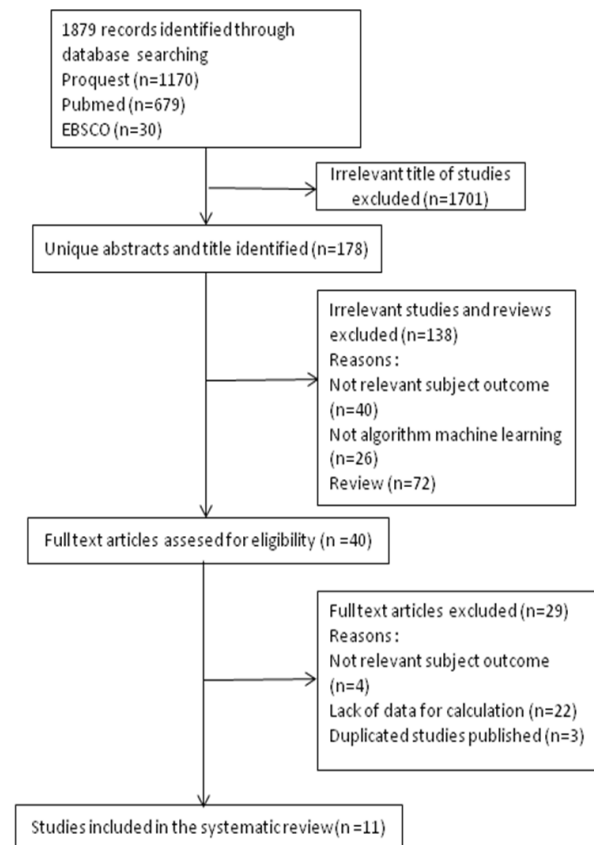 1879 records identified through
database searching
Proquest (n=1170)
Pubmed (n=679)
EBSCO (n=30)
Irrelevant title of studies
excluded (n=1701)
Unique abstracts and title identified (n=178)
Irrelevant studies and reviews
excluded (n=138)
Reasons :
Not relevant subject outcome
(n=40)
Not algorithm machine learning
(n=26)
Review (n=72)
Full text articles assesed for eligibility (n =40)
Full text articles excluded (n=29)
Reasons :
Not relevant subject outcome
(n=4)
Lack of data for calculation (n=22)
Duplicated studies published (n=3)
Studies included in the systematic review (n =11)